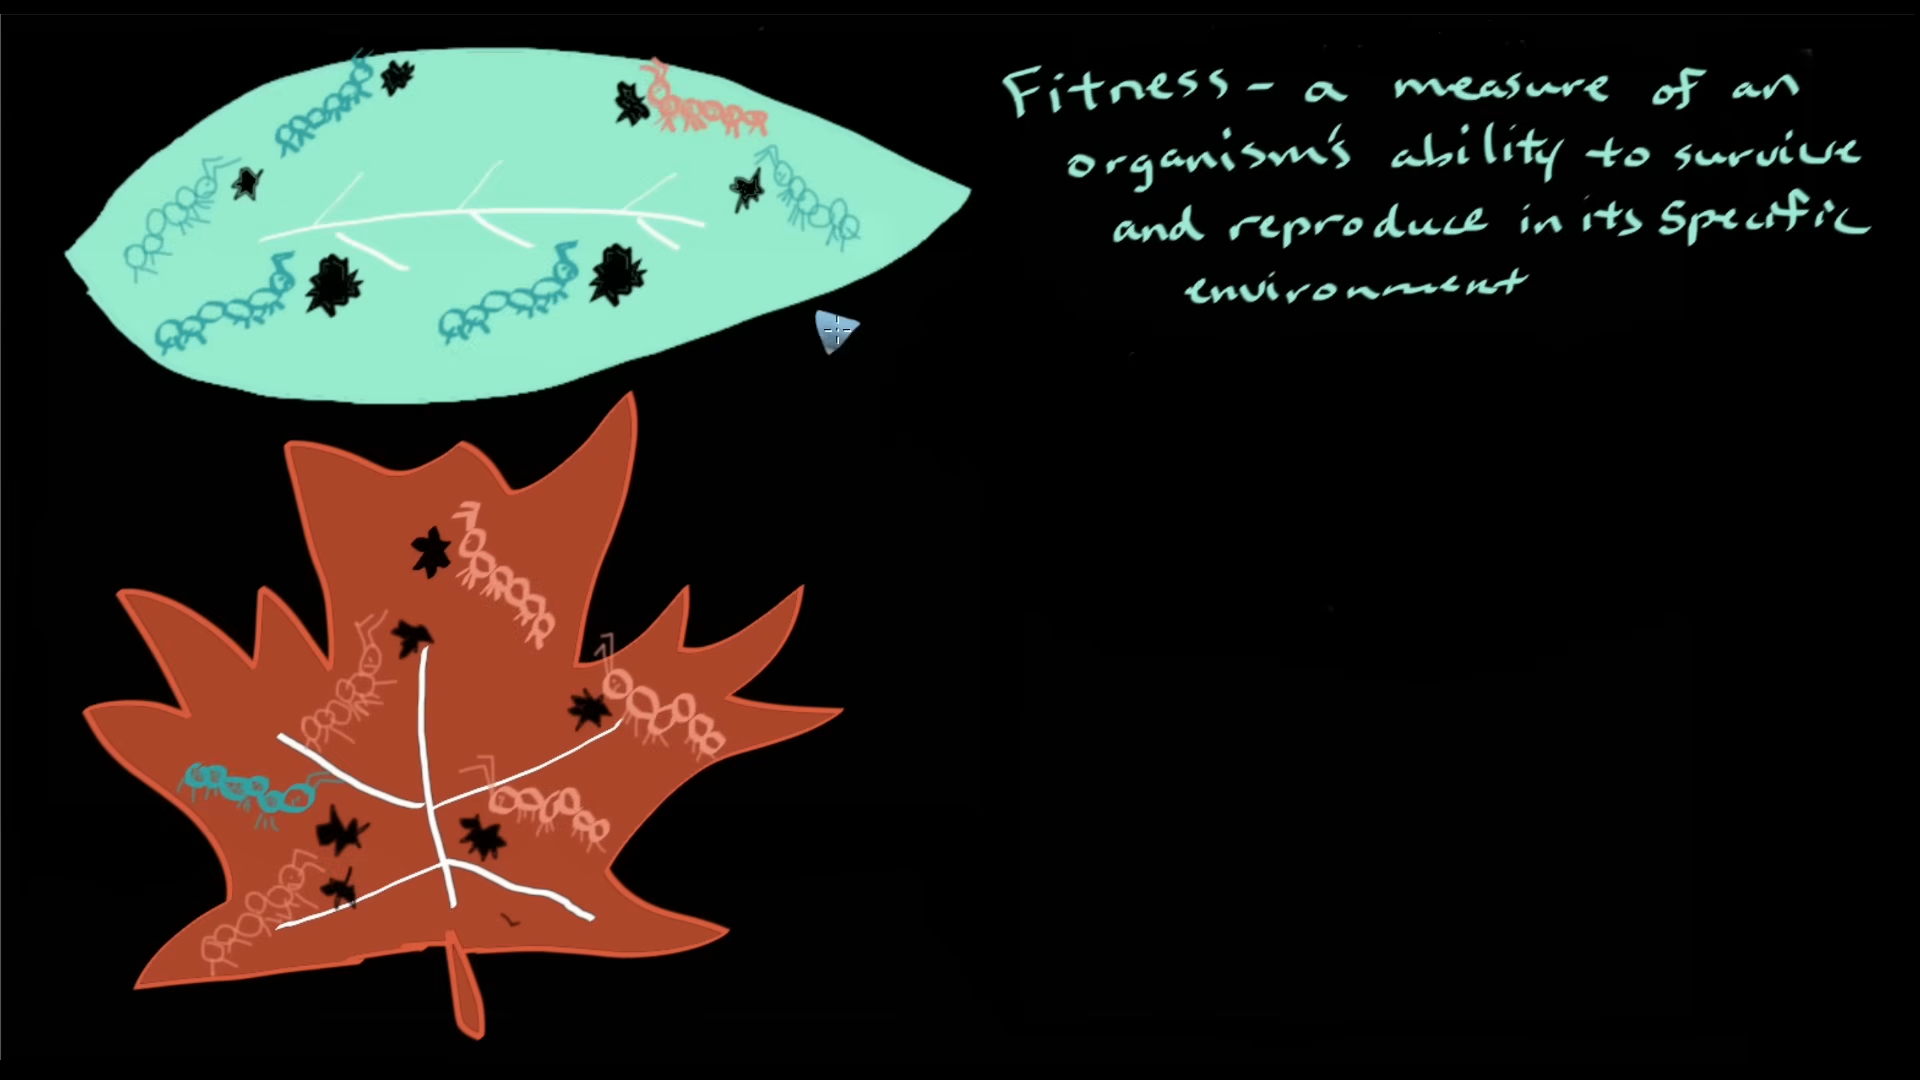 Fitness - a measure of an
organism's ability to survive
and reproduce in its specific
environment